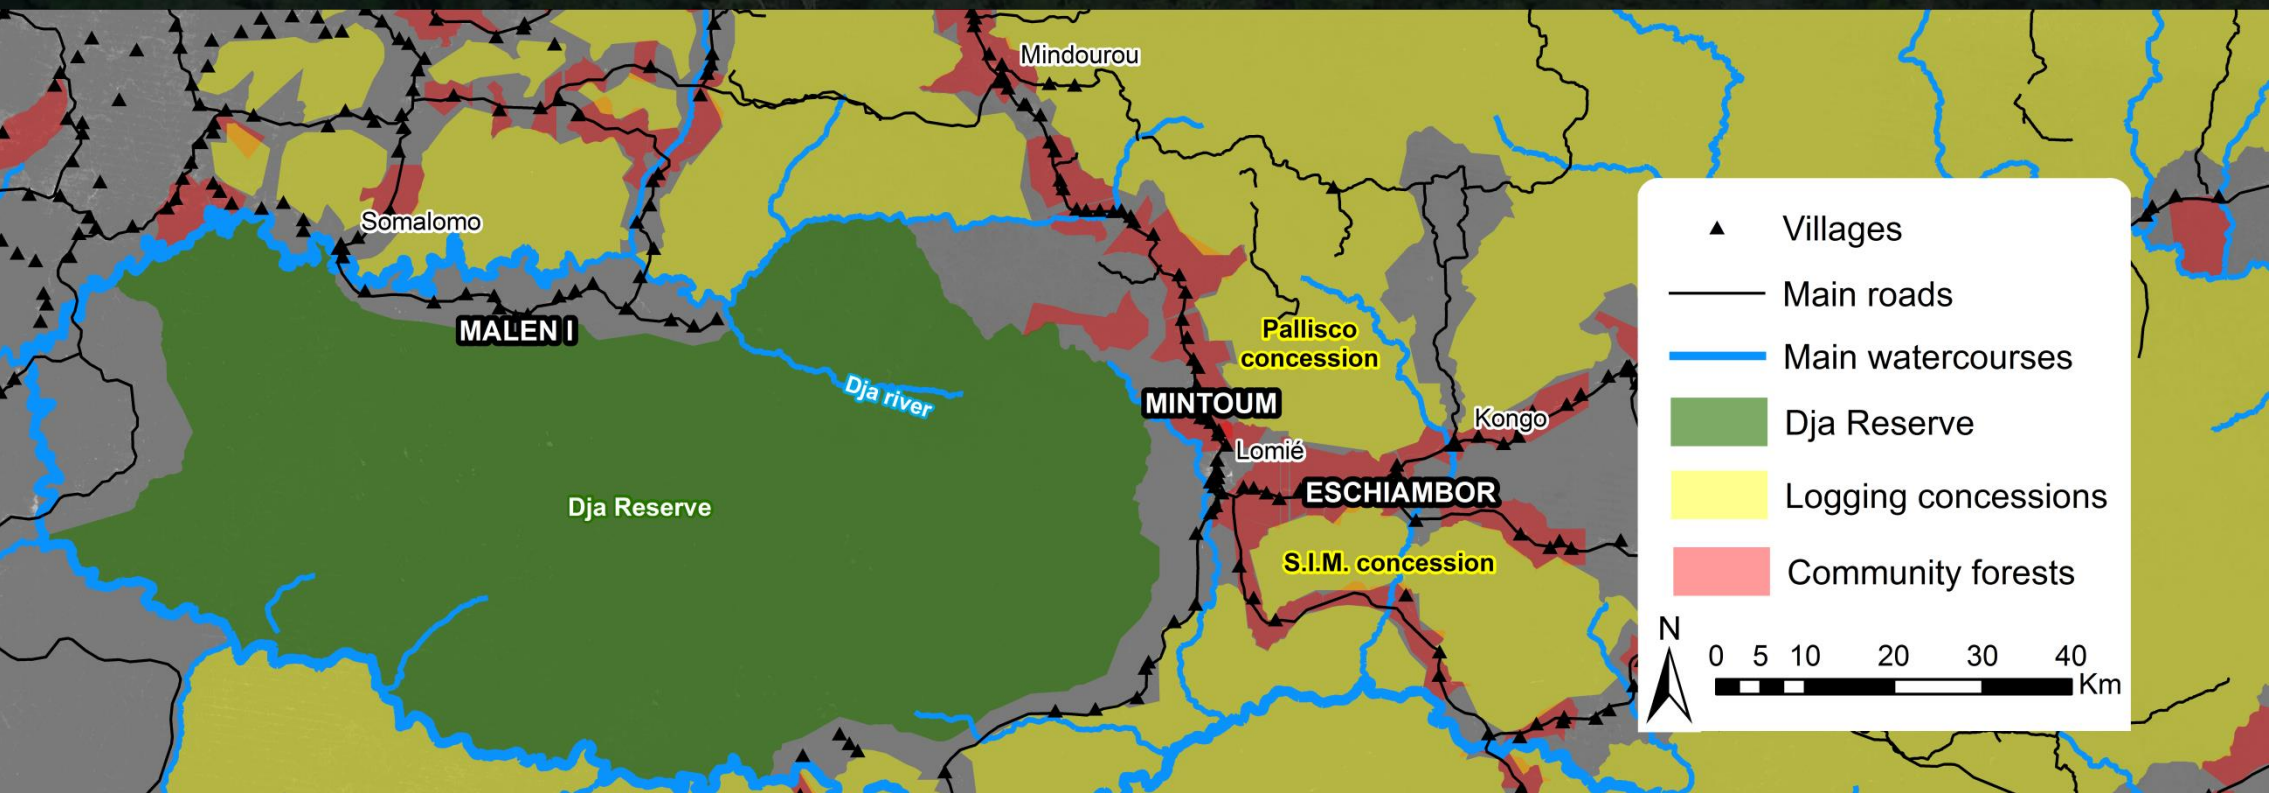 Mindourou
Somalomo
MALEN I
Pallisco
concession
Dja river
MINTOUM
Kongo
Lomié
ESCHIAMBOR
Dja Reserve
S.I.M. concession
Villages
Main roads
Main watercourses
Dja Reserve
Logging concessions
Community forests
N
0 5 10 20 30 40
Km